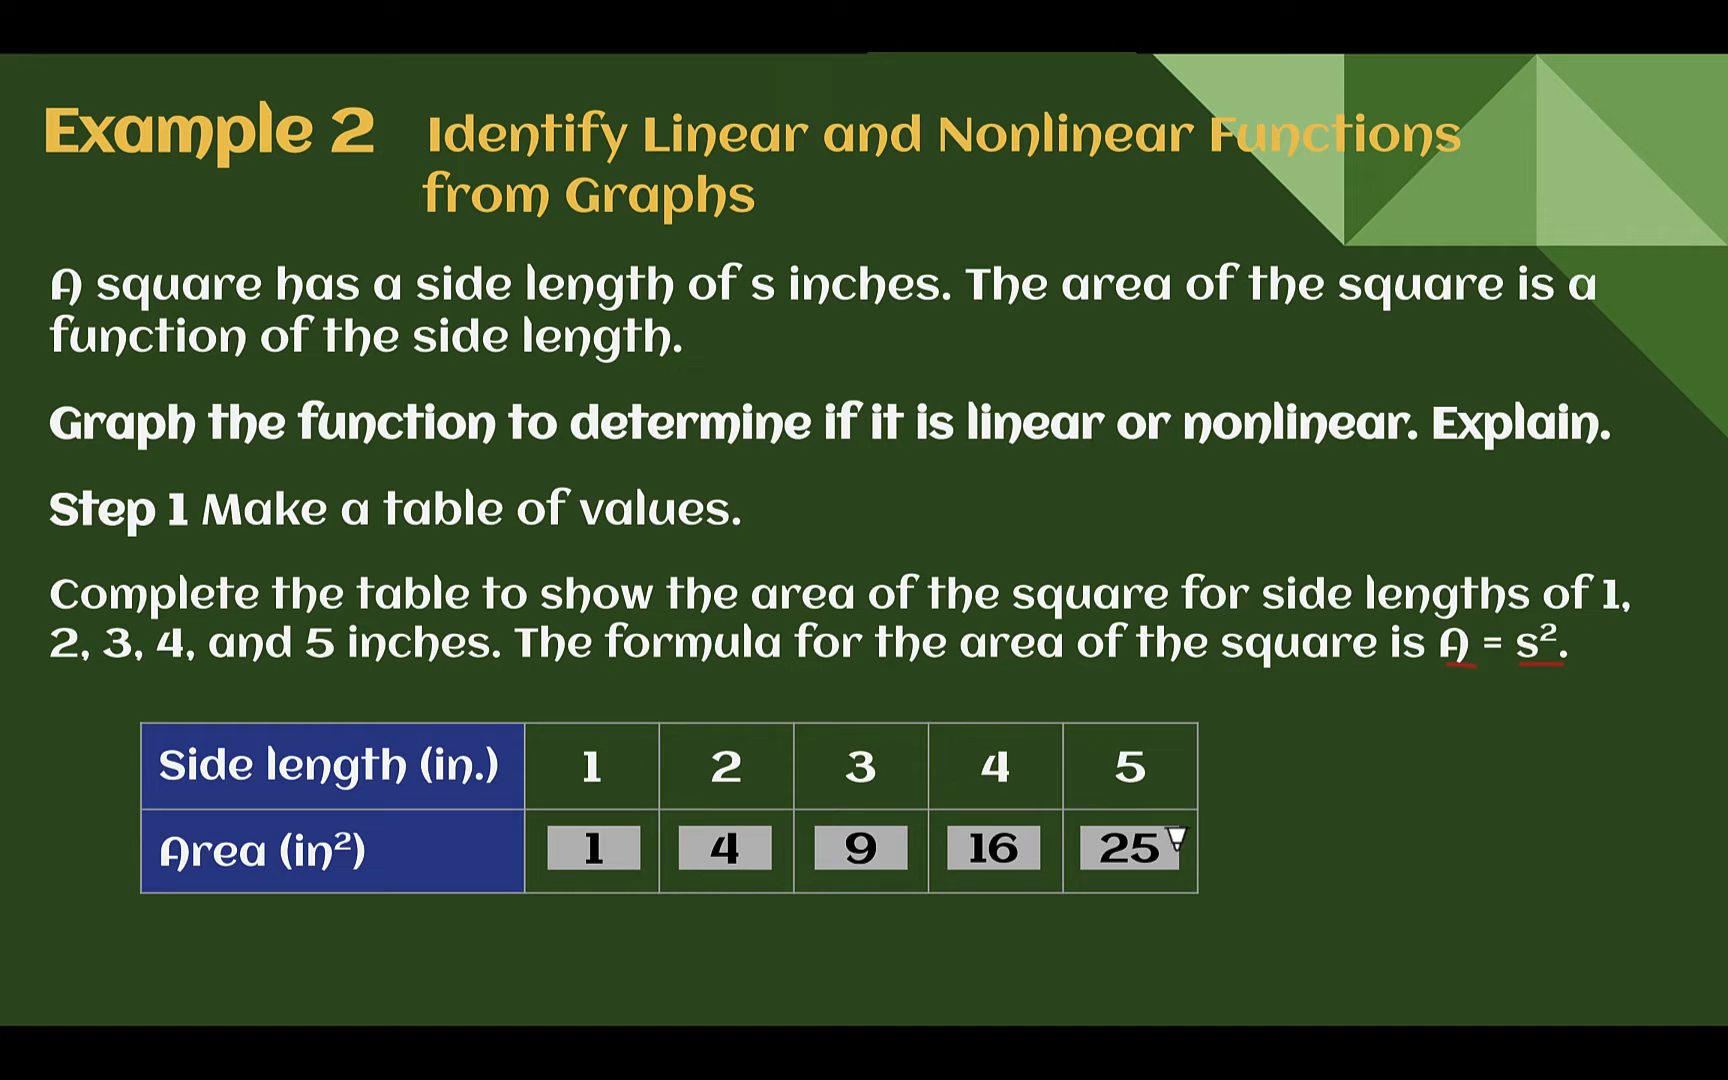 Example 2 Identify Linear and Nonlinear Functions
from Graphs
A square has a side length of s inches. The area of the square is a
function of the side length.
Graph the function to determine if it is linear or nonlinear. Explain.
Step 1 Make a table of values.
Complete the table to show the area of the square for side lengths of 1,
2, 3, 4, and 5 inches. The formula for the area of the square is A = s².
Side length (in.) 1 2 3 4 5
Area (in²) 1 4 9 16 25